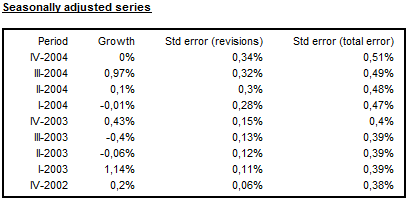 Seasonally adjusted series
Period Growth Std error (revisions) Std error (total error)
IV-2004 0% 0,34% 0,51%
III-2004 0,97% 0,32% 0,49%
II-2004 0,1% 0,3% 0,48%
I-2004 -0,01% 0,28% 0,47%
IV-2003 0,43% 0,15% 0,4%
III-2003 -0,4% 0,13% 0,39%
II-2003 -0,06% 0,12% 0,39%
I-2003 1,14% 0,11% 0,39%
IV-2002 0,2% 0,06% 0,38%